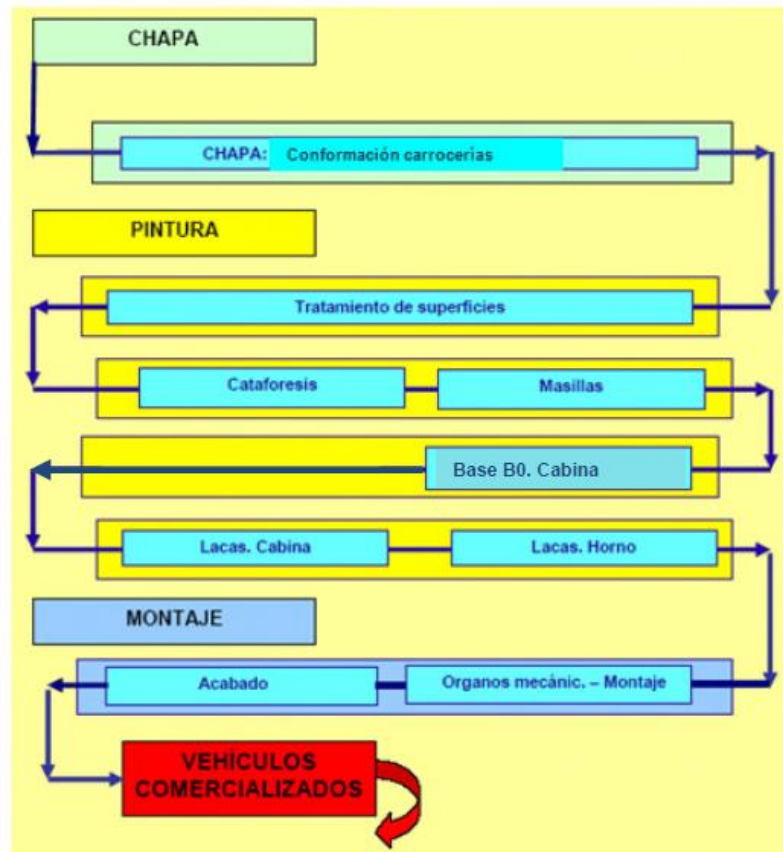 CHAPA
CHAPA: Conformación carrocerías
PINTURA
Tratamiento de superficies
Cataforesis
Masillas
Base B0. Cabina
Lacas. Cabina
Lacas. Horno
MONTAJE
Acabado
Organos mecánic. – Montaje
VEHÍCULOS
COMERCIALIZADOS